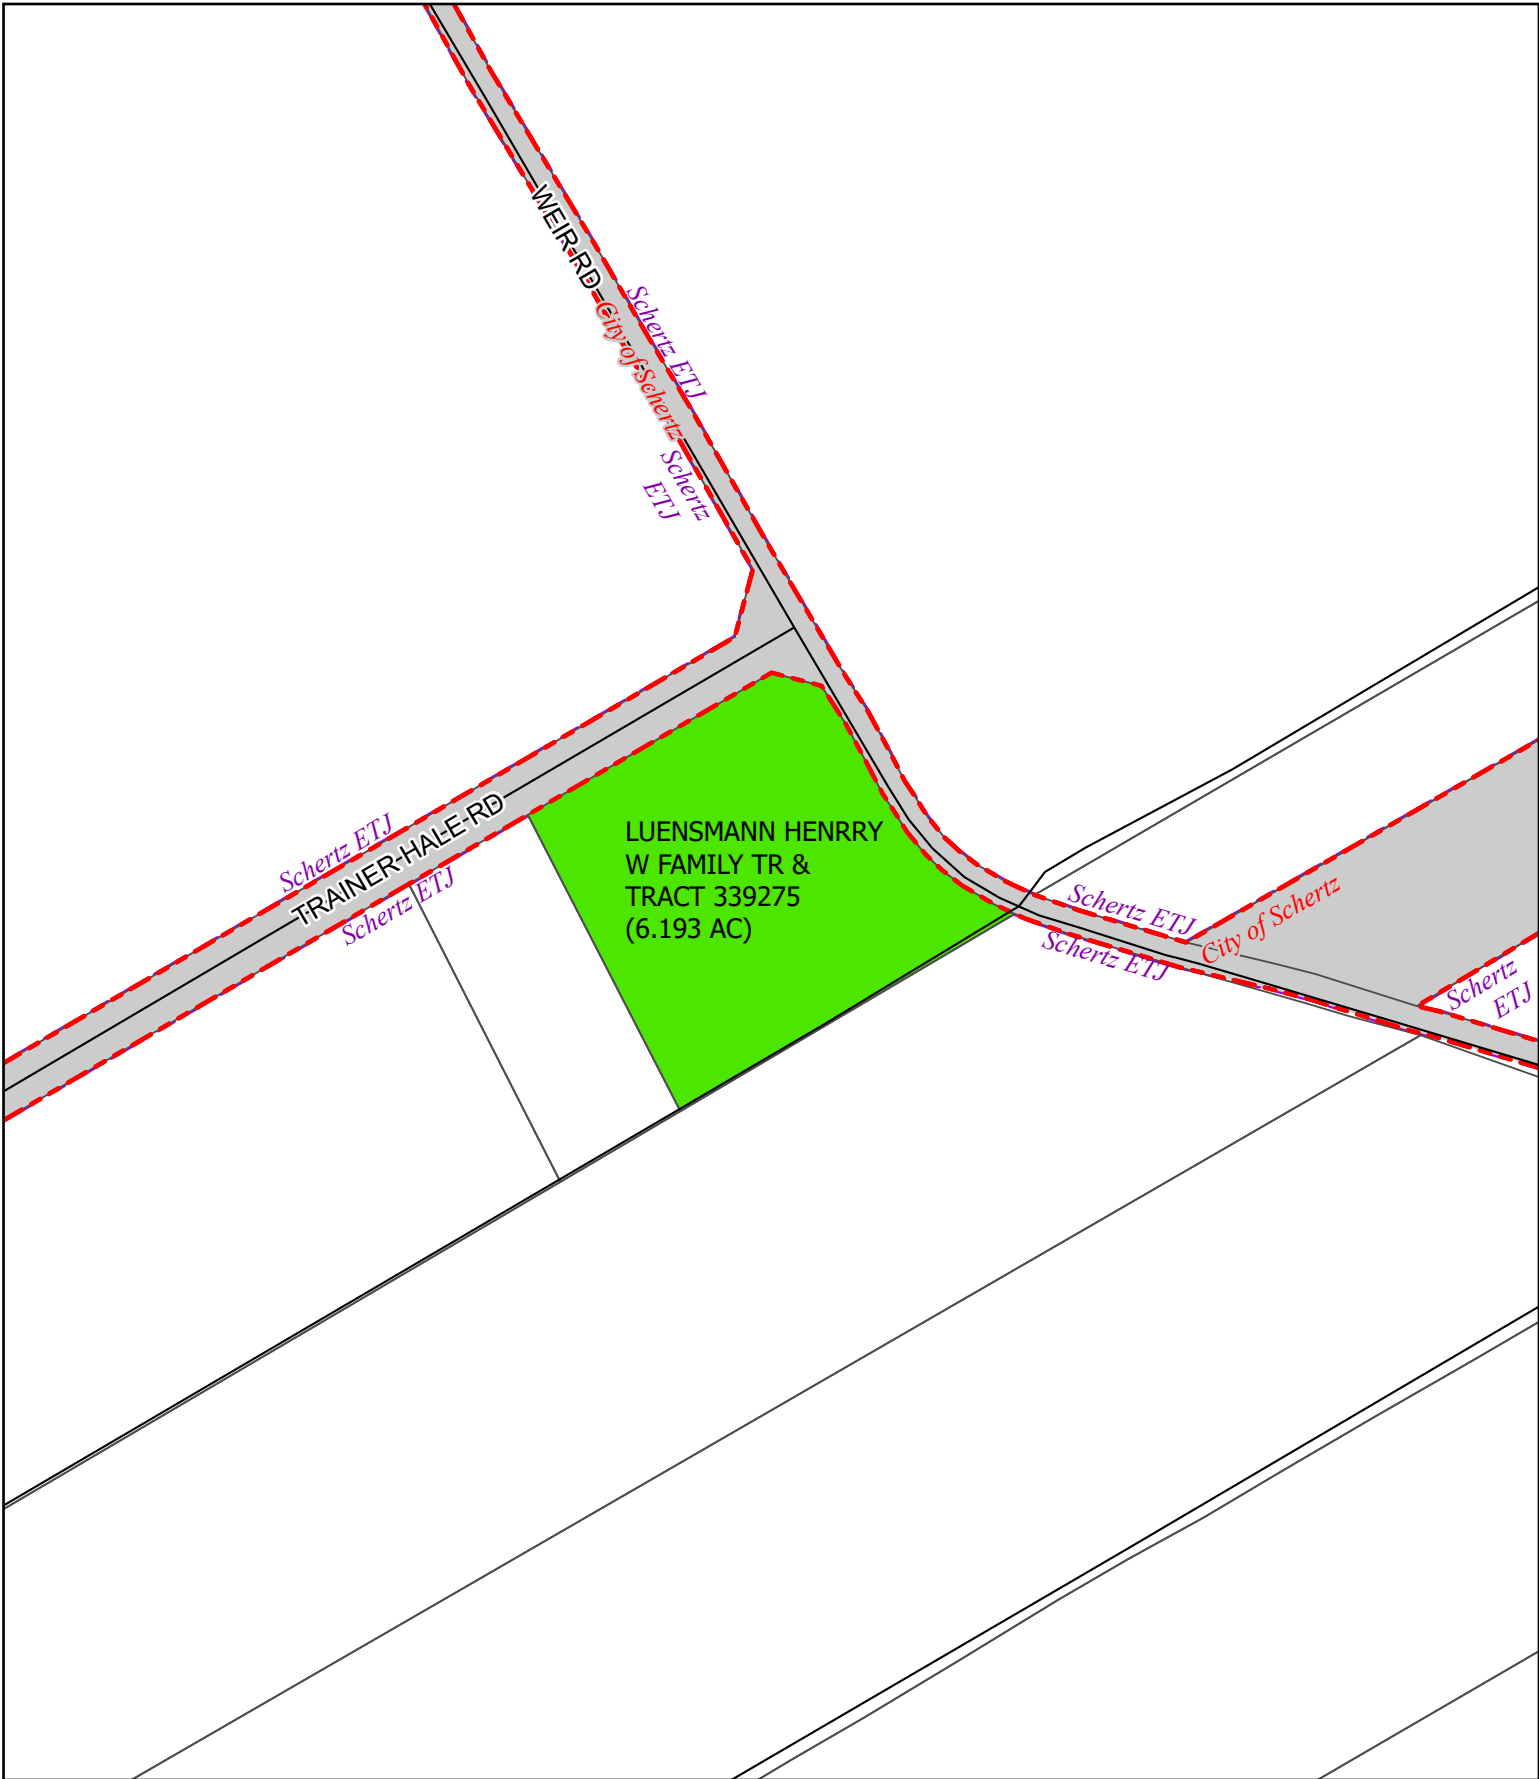 WEIR RD
Schertz ETJ
City of Schertz
Schertz
ETJ
Schertz ETJ
TRAINER-HALE-RD
Schertz ETJ
LUENSMANN HENRRY
W FAMILY TR &
TRACT 339275
(6.193 AC)
Schertz ETJ
City of Schertz
Schertz ETJ
Schertz
ETJ